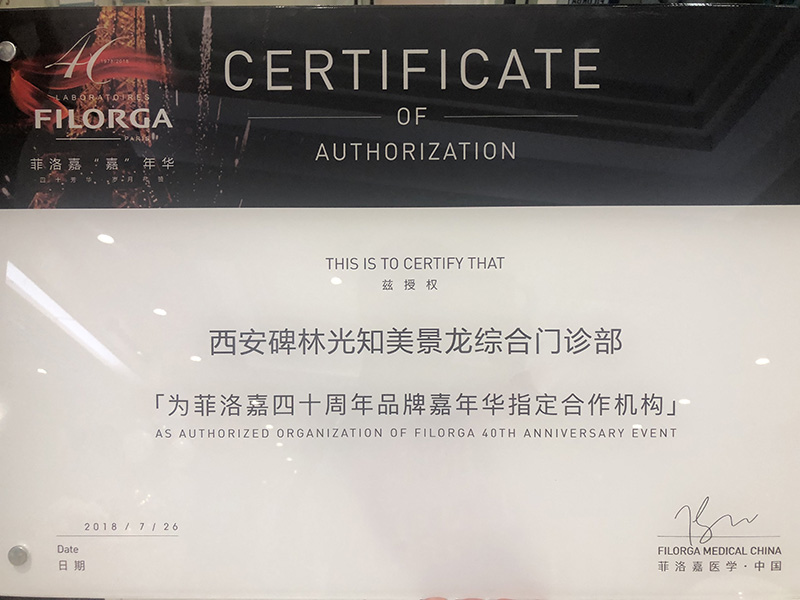 CERTIFICATE
OF
AUTHORIZATION
40
1978-2018
LABORATOIRES
FILORGA
PARIS
菲洛嘉“嘉”年华
THIS IS TO CERTIFY THAT
兹授权
西安碑林光知美景龙综合门诊部
「为菲洛嘉四十周年品牌嘉年华指定合作机构」
AS AUTHORIZED ORGANIZATION OF FILORGA 40TH ANNIVERSARY EVENT
2018 / 7 / 26
Date
日期
FILORGA MEDICAL CHINA
菲洛嘉医学·中国